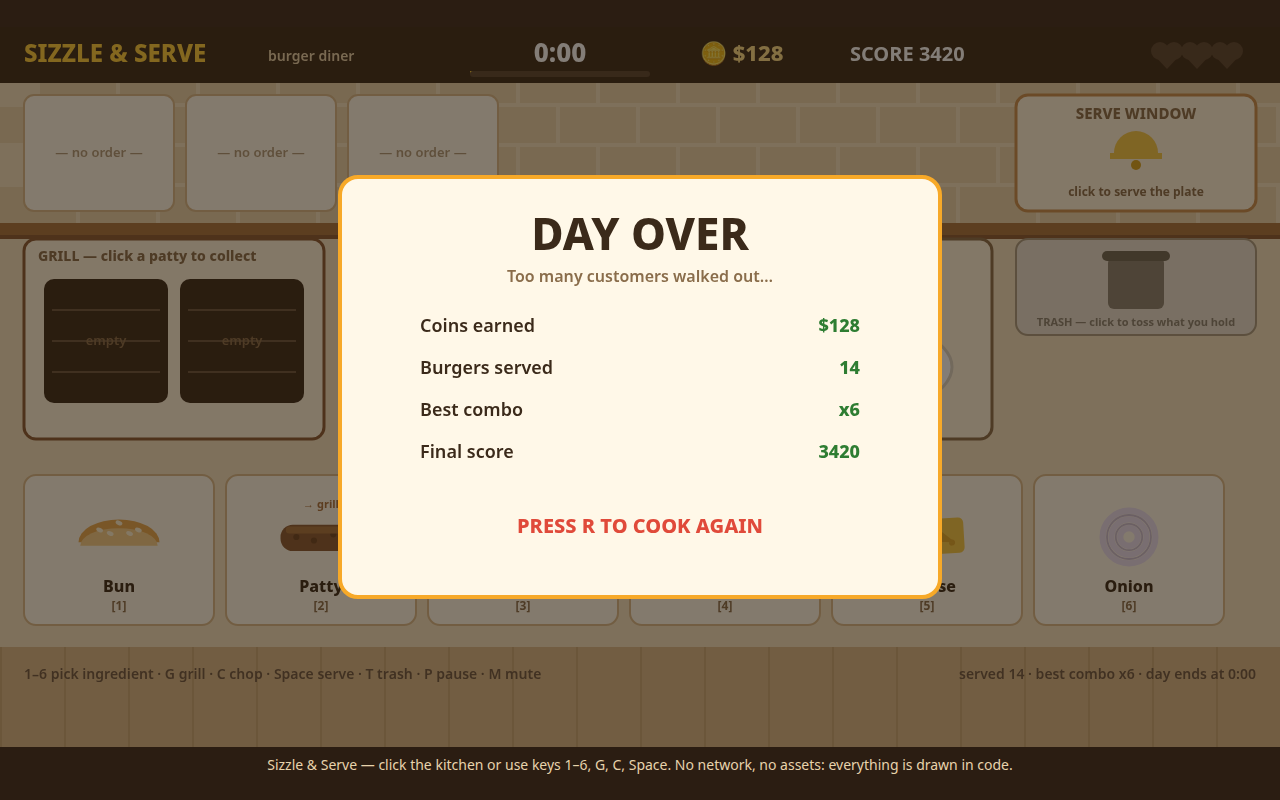 SIZZLE & SERVE
burger diner
0:00
$128
SCORE 3420
— no order —
— no order —
— no order —
SERVE WINDOW
click to serve the plate
GRILL — click a patty to collect
empty
empty
TRASH — click to toss what you hold
DAY OVER
Too many customers walked out...
Coins earned $128
Burgers served 14
Best combo x6
Final score 3420
PRESS R TO COOK AGAIN
→ grill
Bun
[1]
Patty
[2]
[3]
[4]
se
[5]
Onion
[6]
1–6 pick ingredient · G grill · C chop · Space serve · T trash · P pause · M mute
served 14 · best combo x6 · day ends at 0:00
Sizzle & Serve — click the kitchen or use keys 1–6, G, C, Space. No network, no assets: everything is drawn in code.